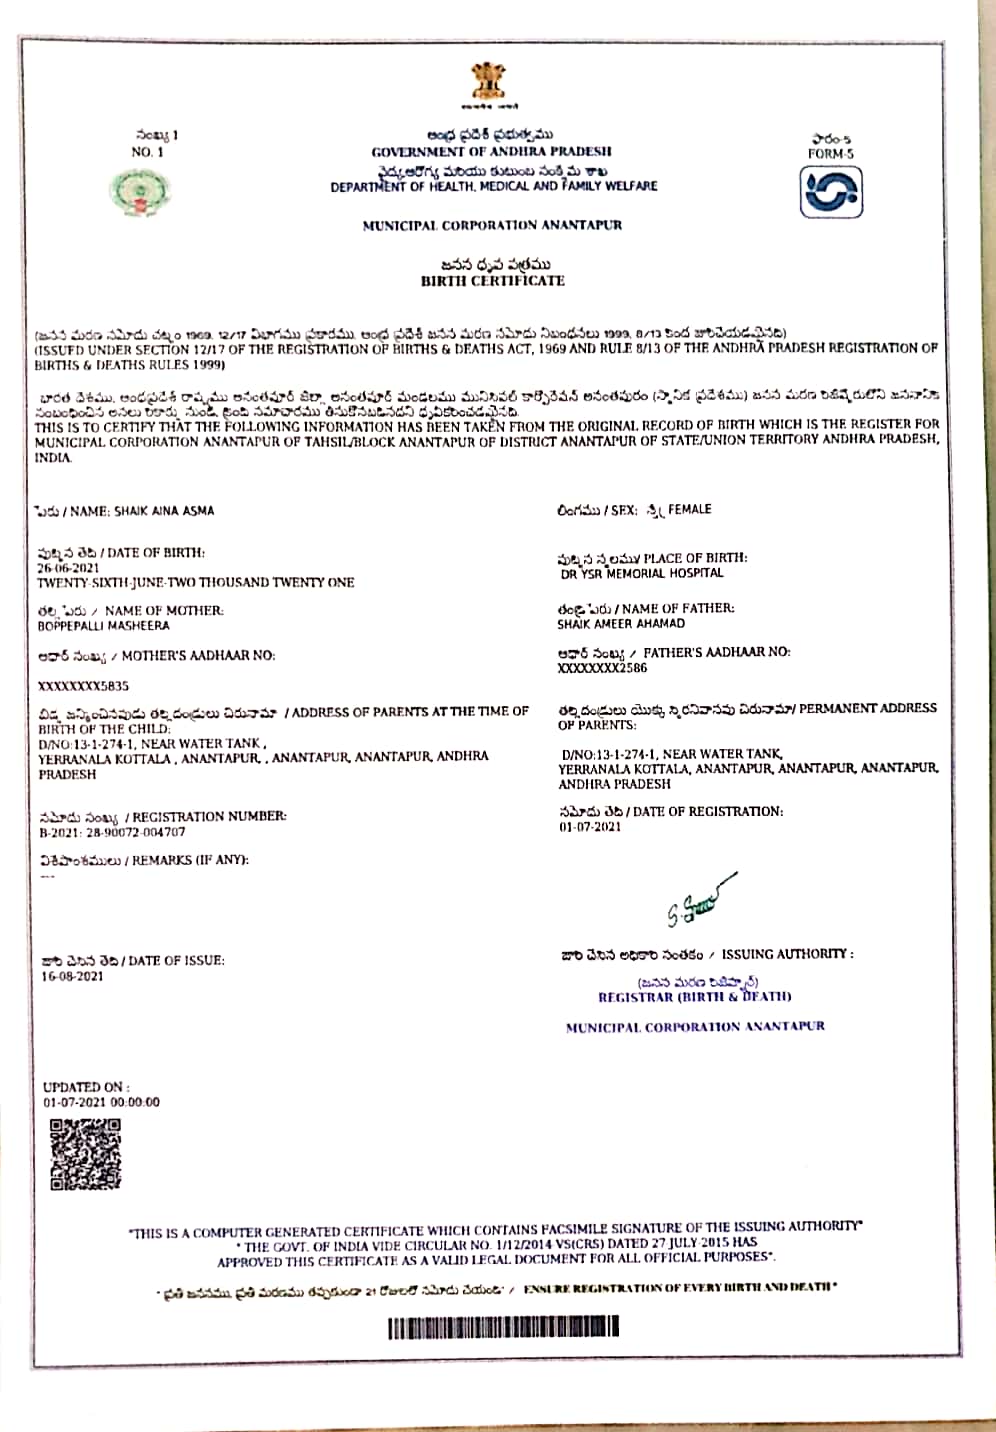 సంఖ్య 1
NO. 1
ఆంధ్ర ప్రదేశ్ ప్రభుత్వము
GOVERNMENT OF ANDHRA PRADESH
వైద్య,ఆరోగ్య మరియు కుటుంబ సంక్షేమ శాఖ
DEPARTMENT OF HEALTH, MEDICAL AND FAMILY WELFARE
ఫారం-5
FORM-5
MUNICIPAL CORPORATION ANANTAPUR
జనన ధృవ పత్రము
BIRTH CERTIFICATE
(జనన మరణ నమోదు చట్టం 1969, 12/17 విభాగము ప్రకారము, ఆంధ్ర ప్రదేశ్ జనన మరణ నమోదు నిబంధనలు 1999, 8/13 కింద జారిచేయడమైనది)
(ISSUED UNDER SECTION 12/17 OF THE REGISTRATION OF BIRTHS & DEATHS ACT, 1969 AND RULE 8/13 OF THE ANDHRA PRADESH REGISTRATION OF
BIRTHS & DEATHS RULES 1999)
భారత దేశము, ఆంధ్రప్రదేశ్ రాష్ట్రము అనంతపూర్ జిల్లా అనంతపూర్ మండలము మునిసిపల్ కార్పొరేషన్ అనంతపురం (స్థానిక ప్రదేశము) జనన మరణ రిజిష్టరులోని జననానికి
సంబంధించిన అసలు రికార్డు నుండి, క్రింది సమాచారము తీసుకొనబడినదని ధృవీకరించడమైనది.
THIS IS TO CERTIFY THAT THE FOLLOWING INFORMATION HAS BEEN TAKEN FROM THE ORIGINAL RECORD OF BIRTH WHICH IS THE REGISTER FOR
MUNICIPAL CORPORATION ANANTAPUR OF TAHSIL/BLOCK ANANTAPUR OF DISTRICT ANANTAPUR OF STATE/UNION TERRITORY ANDHRA PRADESH,
INDIA.
పేరు / NAME: SHAIK AINA ASMA
లింగము / SEX: స్త్రీ FEMALE
పుట్టిన తేది / DATE OF BIRTH:
26-06-2021
TWENTY-SIXTH-JUNE-TWO THOUSAND TWENTY ONE
పుట్టిన స్థలము/ PLACE OF BIRTH:
DR YSR MEMORIAL HOSPITAL
తల్లి పేరు / NAME OF MOTHER:
BOPPEPALLI MASHEERA
తండ్రి పేరు / NAME OF FATHER:
SHAIK AMEER AHAMAD
ఆధార్ సంఖ్య / MOTHER'S AADHAAR NO:
XXXXXXXX5835
ఆధార్ సంఖ్య / FATHER'S AADHAAR NO:
XXXXXXXX2586
బిడ్డ జన్మించినపుడు తల్లిదండ్రులు చిరునామా / ADDRESS OF PARENTS AT THE TIME OF
BIRTH OF THE CHILD:
D/NO:13-1-274-1, NEAR WATER TANK ,
YERRANALA KOTTALA , ANANTAPUR, , ANANTAPUR, ANANTAPUR, ANDHRA
PRADESH
తల్లిదండ్రులు యొక్క స్థిరనివాసపు చిరునామా/ PERMANENT ADDRESS
OF PARENTS:
D/NO:13-1-274-1, NEAR WATER TANK,
YERRANALA KOTTALA, ANANTAPUR, ANANTAPUR, ANANTAPUR,
ANDHRA PRADESH
నమోదు సంఖ్య / REGISTRATION NUMBER:
B-2021: 28-90072-004707
నమోదు తేది / DATE OF REGISTRATION:
01-07-2021
విశేషాంశములు / REMARKS (IF ANY):
---
జారి చేసిన తేది / DATE OF ISSUE:
16-08-2021
జారి చేసిన అధికారి సంతకం / ISSUING AUTHORITY :
(జనన మరణ రిజిస్ట్రార్)
REGISTRAR (BIRTH & DEATH)
MUNICIPAL CORPORATION ANANTAPUR
UPDATED ON :
01-07-2021 00:00:00
"THIS IS A COMPUTER GENERATED CERTIFICATE WHICH CONTAINS FACSIMILE SIGNATURE OF THE ISSUING AUTHORITY"
" THE GOVT. OF INDIA VIDE CIRCULAR NO. 1/12/2014 VS(CRS) DATED 27 JULY 2015 HAS
APPROVED THIS CERTIFICATE AS A VALID LEGAL DOCUMENT FOR ALL OFFICIAL PURPOSES".
" ప్రతి జననము, ప్రతి మరణము తప్పకుండా 21 రోజులలో నమోదు చేయండి" / ENSURE REGISTRATION OF EVERY BIRTH AND DEATH "